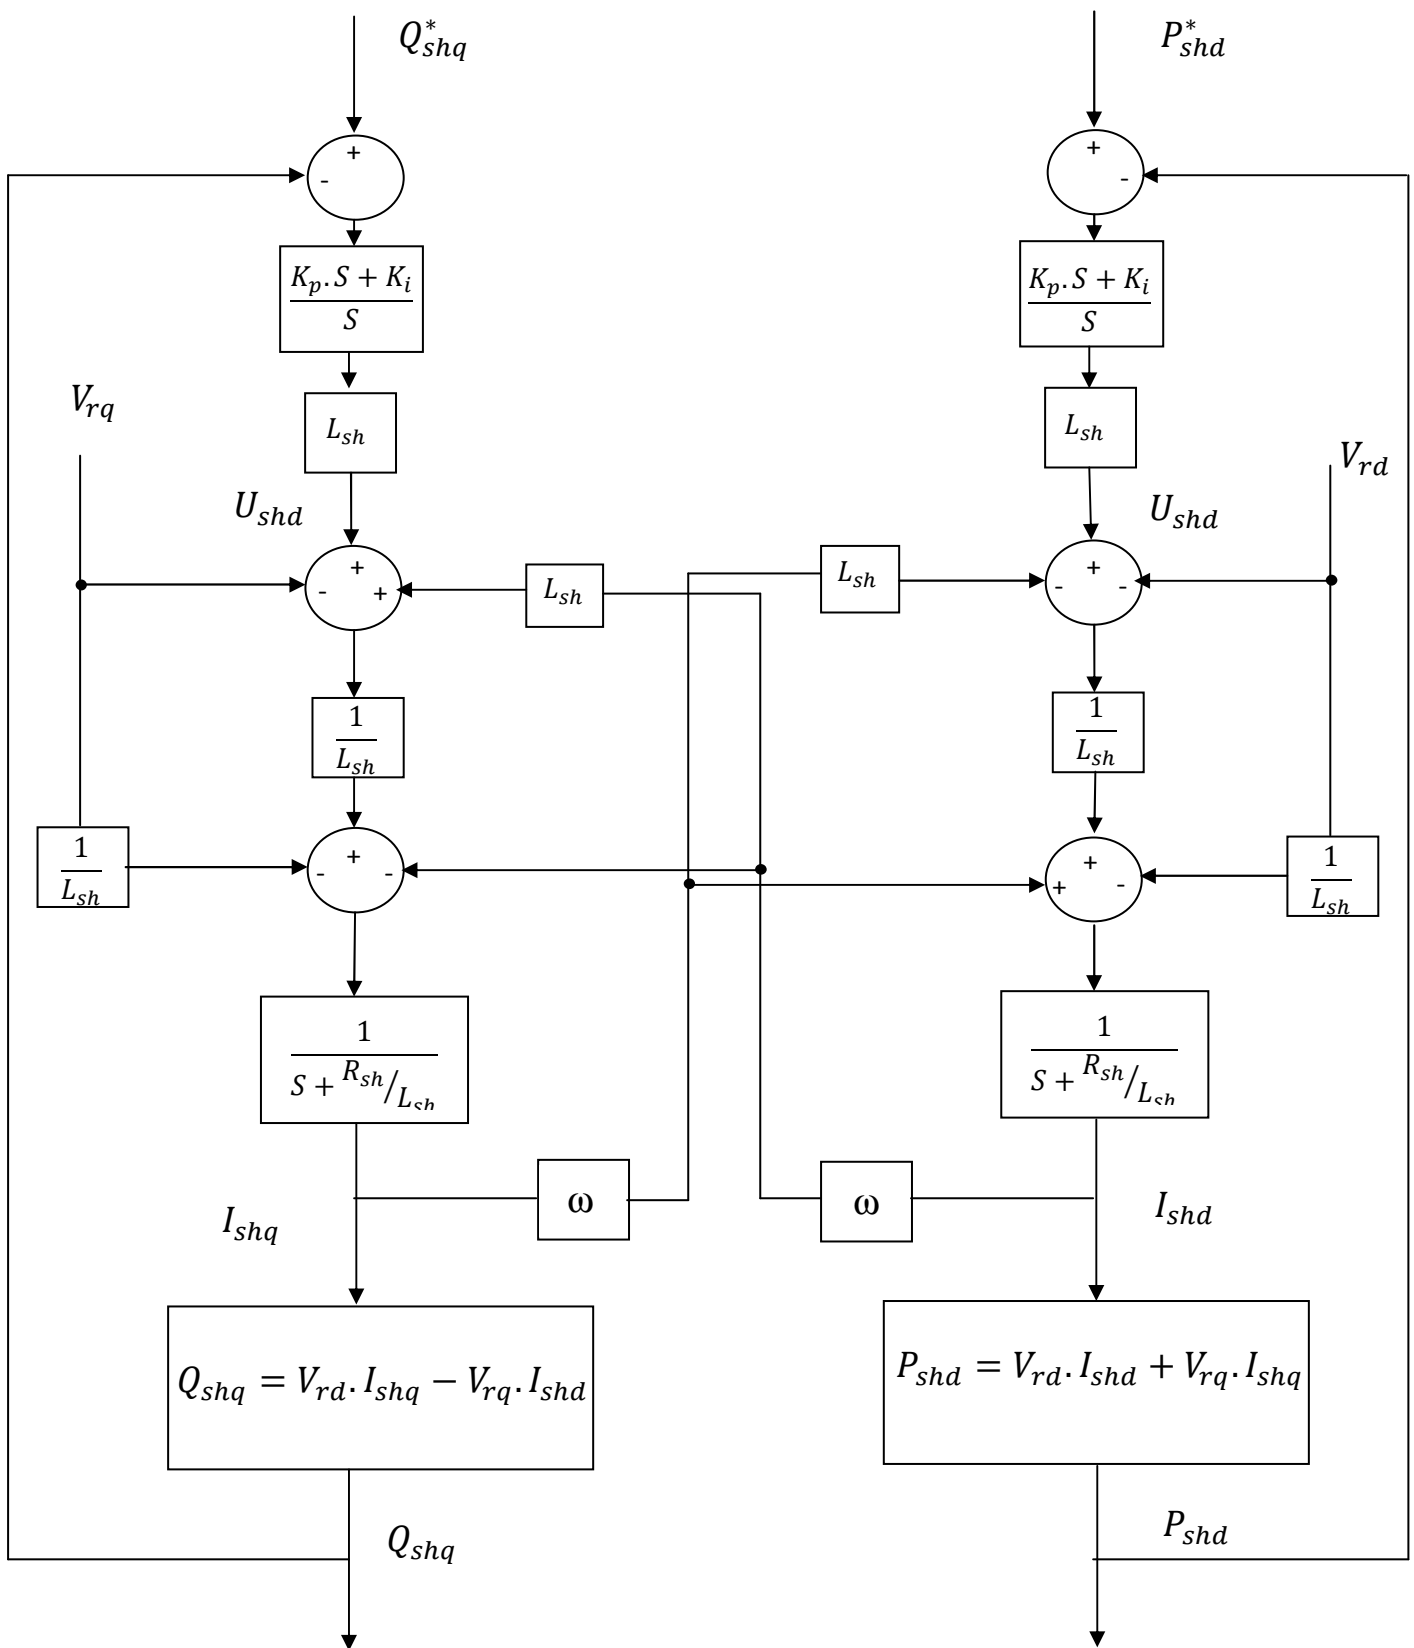 Q*shq
P*shd
+
-
+
-
Kp.S + Ki
S
Kp.S + Ki
S
Vrq
Lsh
Lsh
Vrd
Ushd
Ushd
+
-
+
Lsh
Lsh
+
-
-
1
Lsh
1
Lsh
1
Lsh
+
-
-
+
+
-
1
Lsh
1
S + Rsh/Lsh
1
S + Rsh/Lsh
Ishq
ω
ω
Ishd
Qshq = Vrd.Ishq − Vrq.Ishd
Pshd = Vrd.Ishd + Vrq.Ishq
Qshq
Pshd